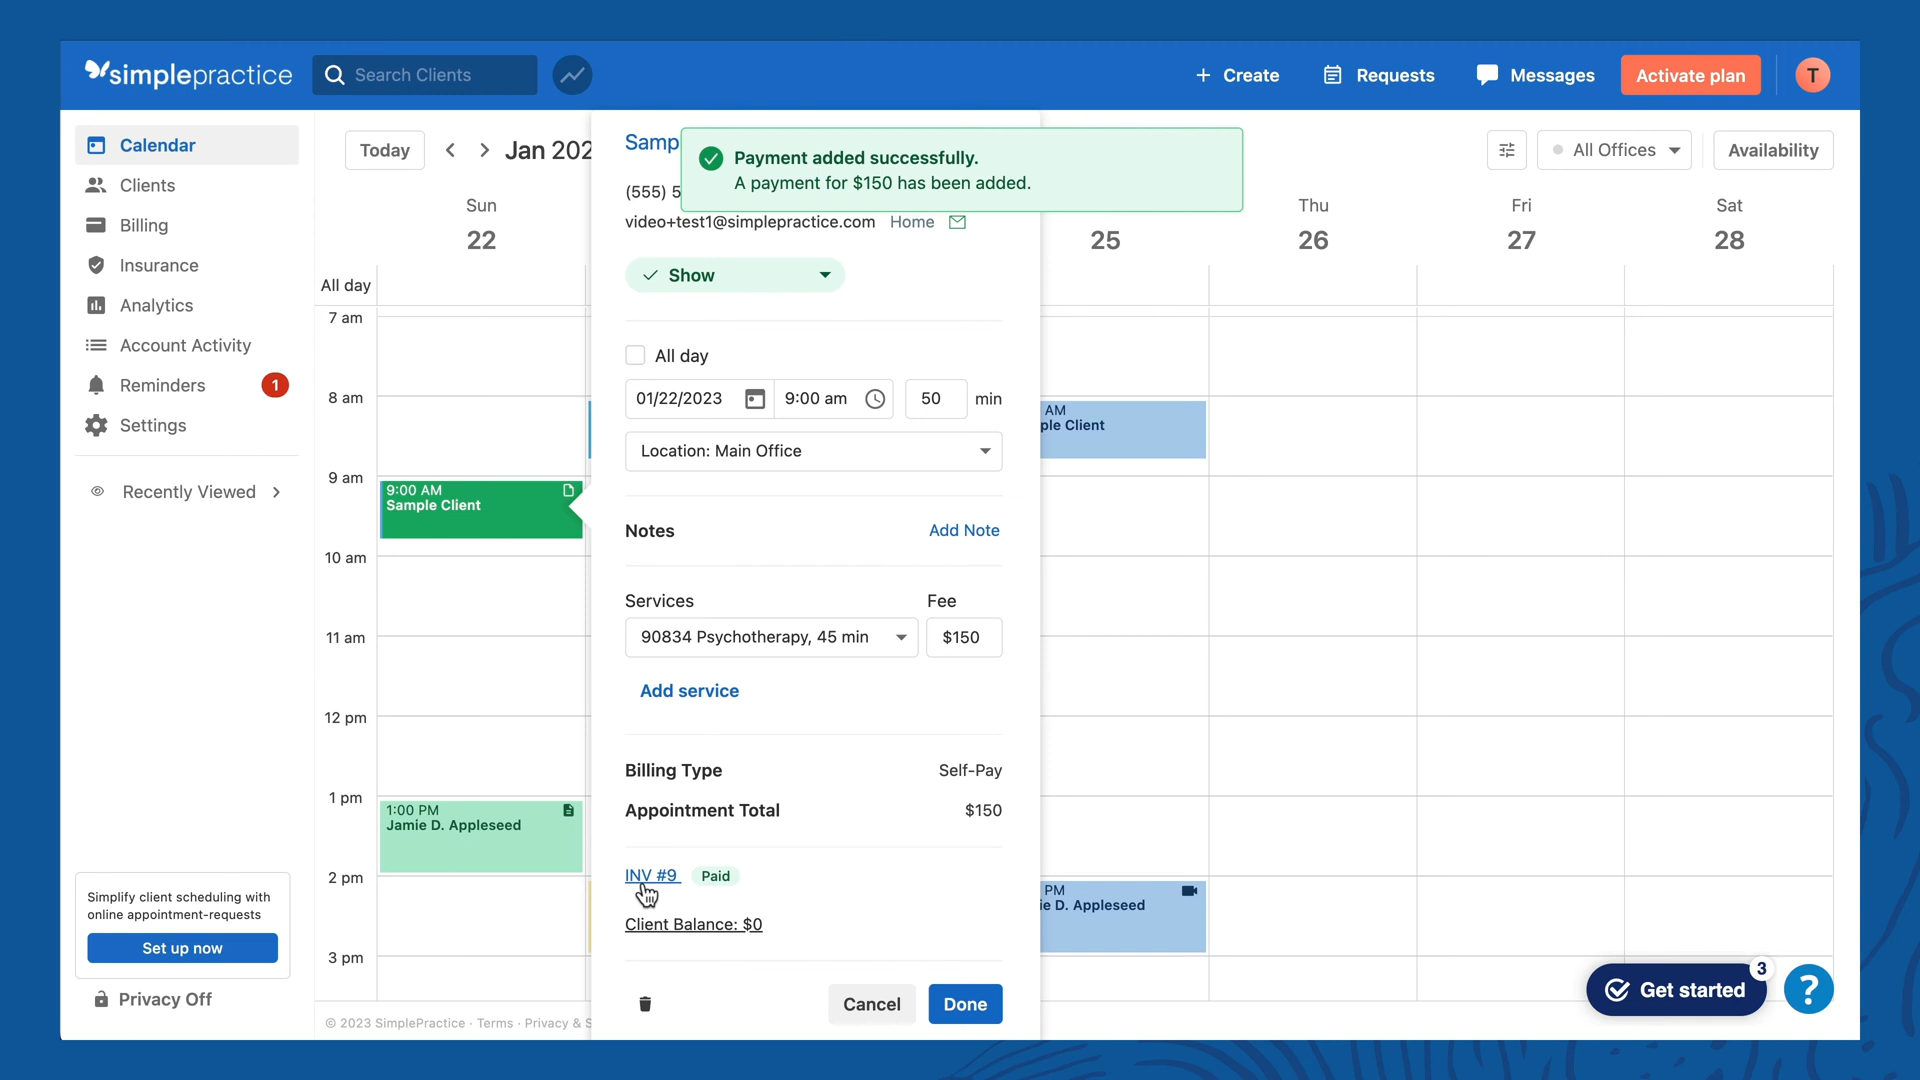 simplepractice
Search Clients
Create
Requests
Messages
Activate plan
T
Calendar
Clients
Billing
Insurance
Analytics
Account Activity
Reminders
1
Settings
Recently Viewed
Simplify client scheduling with
online appointment-requests
Set up now
Privacy Off
Today
Jan 202
All Offices
Availability
Sun
22
25
Thu
26
Fri
27
Sat
28
All day
7 am
8 am
9 am
10 am
11 am
12 pm
1 pm
2 pm
3 pm
9:00 AM
Sample Client
1:00 PM
Jamie D. Appleseed
AM
ple Client
PM
ie D. Appleseed
Samp
Payment added successfully.
A payment for $150 has been added.
(555) 5
video+test1@simplepractice.com Home
Show
All day
01/22/2023 9:00 am 50 min
Location: Main Office
Notes Add Note
Services Fee
90834 Psychotherapy, 45 min $150
Add service
Billing Type Self-Pay
Appointment Total $150
INV #9 Paid
Client Balance: $0
Cancel Done
© 2023 SimplePractice · Terms · Privacy & S
Get started
3
?